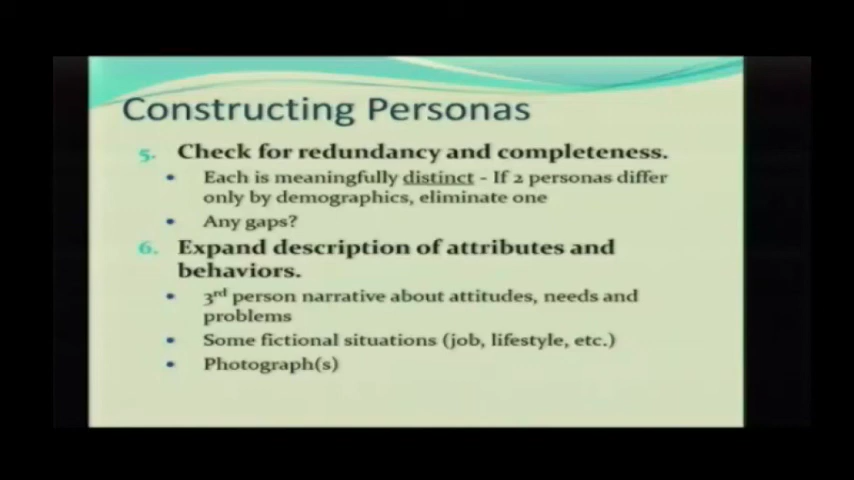 Constructing Personas
5. Check for redundancy and completeness.
• Each is meaningfully distinct - If 2 personas differ
only by demographics, eliminate one
• Any gaps?
6. Expand description of attributes and
behaviors.
• 3rd person narrative about attitudes, needs and
problems
• Some fictional situations (job, lifestyle, etc.)
• Photograph(s)